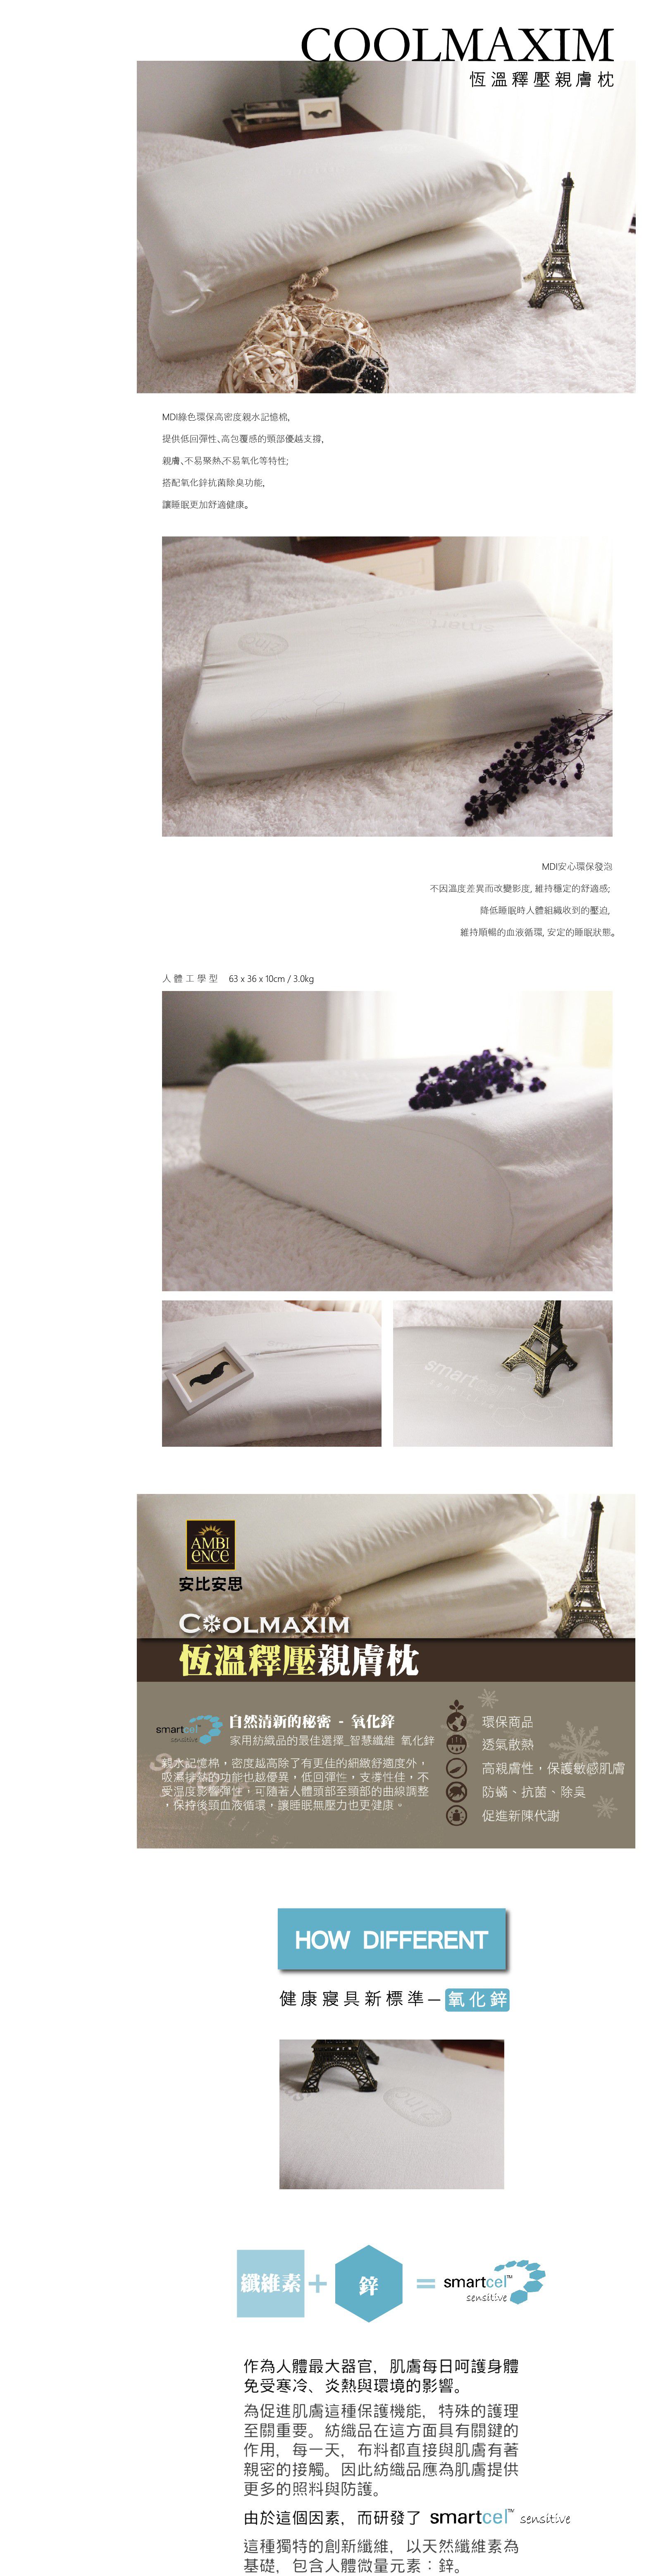 COOLMAXIM
恆溫釋壓親膚枕
MDI綠色環保高密度親水記憶棉,
提供低回彈性、高包覆感的頸部優越支撐,
親膚、不易聚熱,不易氧化等特性;
搭配氧化鋅抗菌除臭功能,
讓睡眠更加舒適健康。
MDI安心環保發泡
不因溫度差異而改變影度, 維持穩定的舒適感;
降低睡眠時人體組織收到的壓迫,
維持順暢的血液循環, 安定的睡眠狀態。
人體工學型 63 x 36 x 10cm / 3.0kg
smart
AMBI
ENCE
安比安思
COOLMAXIM
恆溫釋壓親膚枕
smartcel™
sensitive
自然清新的秘密 - 氧化鋅
家用紡織品的最佳選擇_智慧纖維 氧化鋅
親水記憶棉，密度越高除了有更佳的細緻舒適度外，
吸濕排熱的功能也越優異，低回彈性，支撐性佳，不
受溫度影響彈性，可隨著人體頭部至頸部的曲線調整
，保持後頸血液循環，讓睡眠無壓力也更健康。
環保商品
透氣散熱
高親膚性，保護敏感肌膚
防蟎、抗菌、除臭
促進新陳代謝
HOW DIFFERENT
健康寢具新標準—氧化鋅
纖維素 + 鋅 = smartcel™
sensitive
作為人體最大器官，肌膚每日呵護身體
免受寒冷、炎熱與環境的影響。
為促進肌膚這種保護機能，特殊的護理
至關重要。紡織品在這方面具有關鍵的
作用，每一天，布料都直接與肌膚有著
親密的接觸。因此紡織品應為肌膚提供
更多的照料與防護。
由於這個因素，而研發了 smartcel™ sensitive
這種獨特的創新纖維，以天然纖維素為
基礎，包含人體微量元素：鋅。